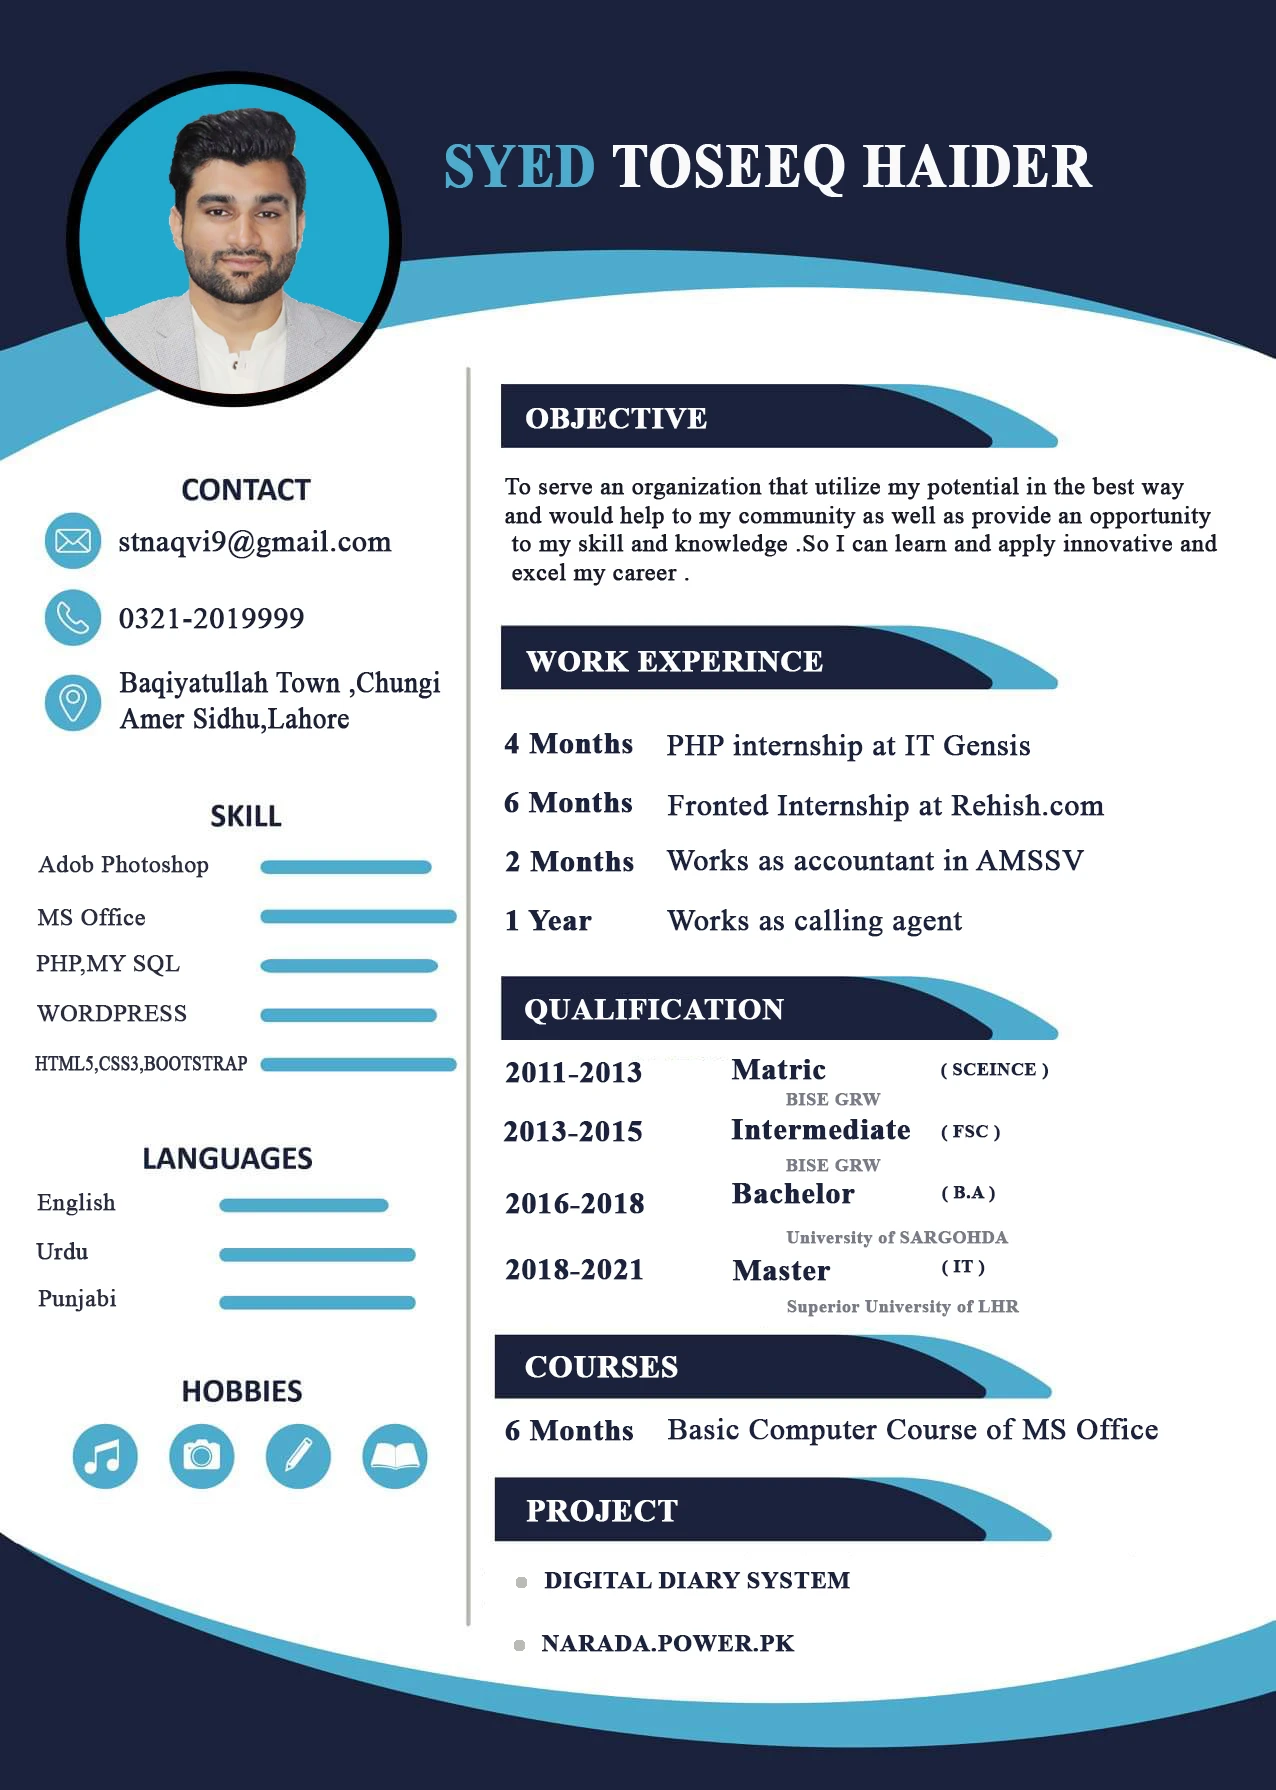 SYED TOSEEQ HAIDER
CONTACT
stnaqvi9@gmail.com
0321-2019999
Baqiyatullah Town ,Chungi
Amer Sidhu,Lahore
SKILL
Adob Photoshop
MS Office
PHP,MY SQL
WORDPRESS
HTML5,CSS3,BOOTSTRAP
LANGUAGES
English
Urdu
Punjabi
HOBBIES
OBJECTIVE
To serve an organization that utilize my potential in the best way
and would help to my community as well as provide an opportunity
to my skill and knowledge .So I can learn and apply innovative and
excel my career .
WORK EXPERINCE
4 Months PHP internship at IT Gensis
6 Months Fronted Internship at Rehish.com
2 Months Works as accountant in AMSSV
1 Year Works as calling agent
QUALIFICATION
2011-2013 Matric ( SCEINCE )
BISE GRW
2013-2015 Intermediate ( FSC )
BISE GRW
2016-2018 Bachelor ( B.A )
University of SARGOHDA
2018-2021 Master ( IT )
Superior University of LHR
COURSES
6 Months Basic Computer Course of MS Office
PROJECT
DIGITAL DIARY SYSTEM
NARADA.POWER.PK